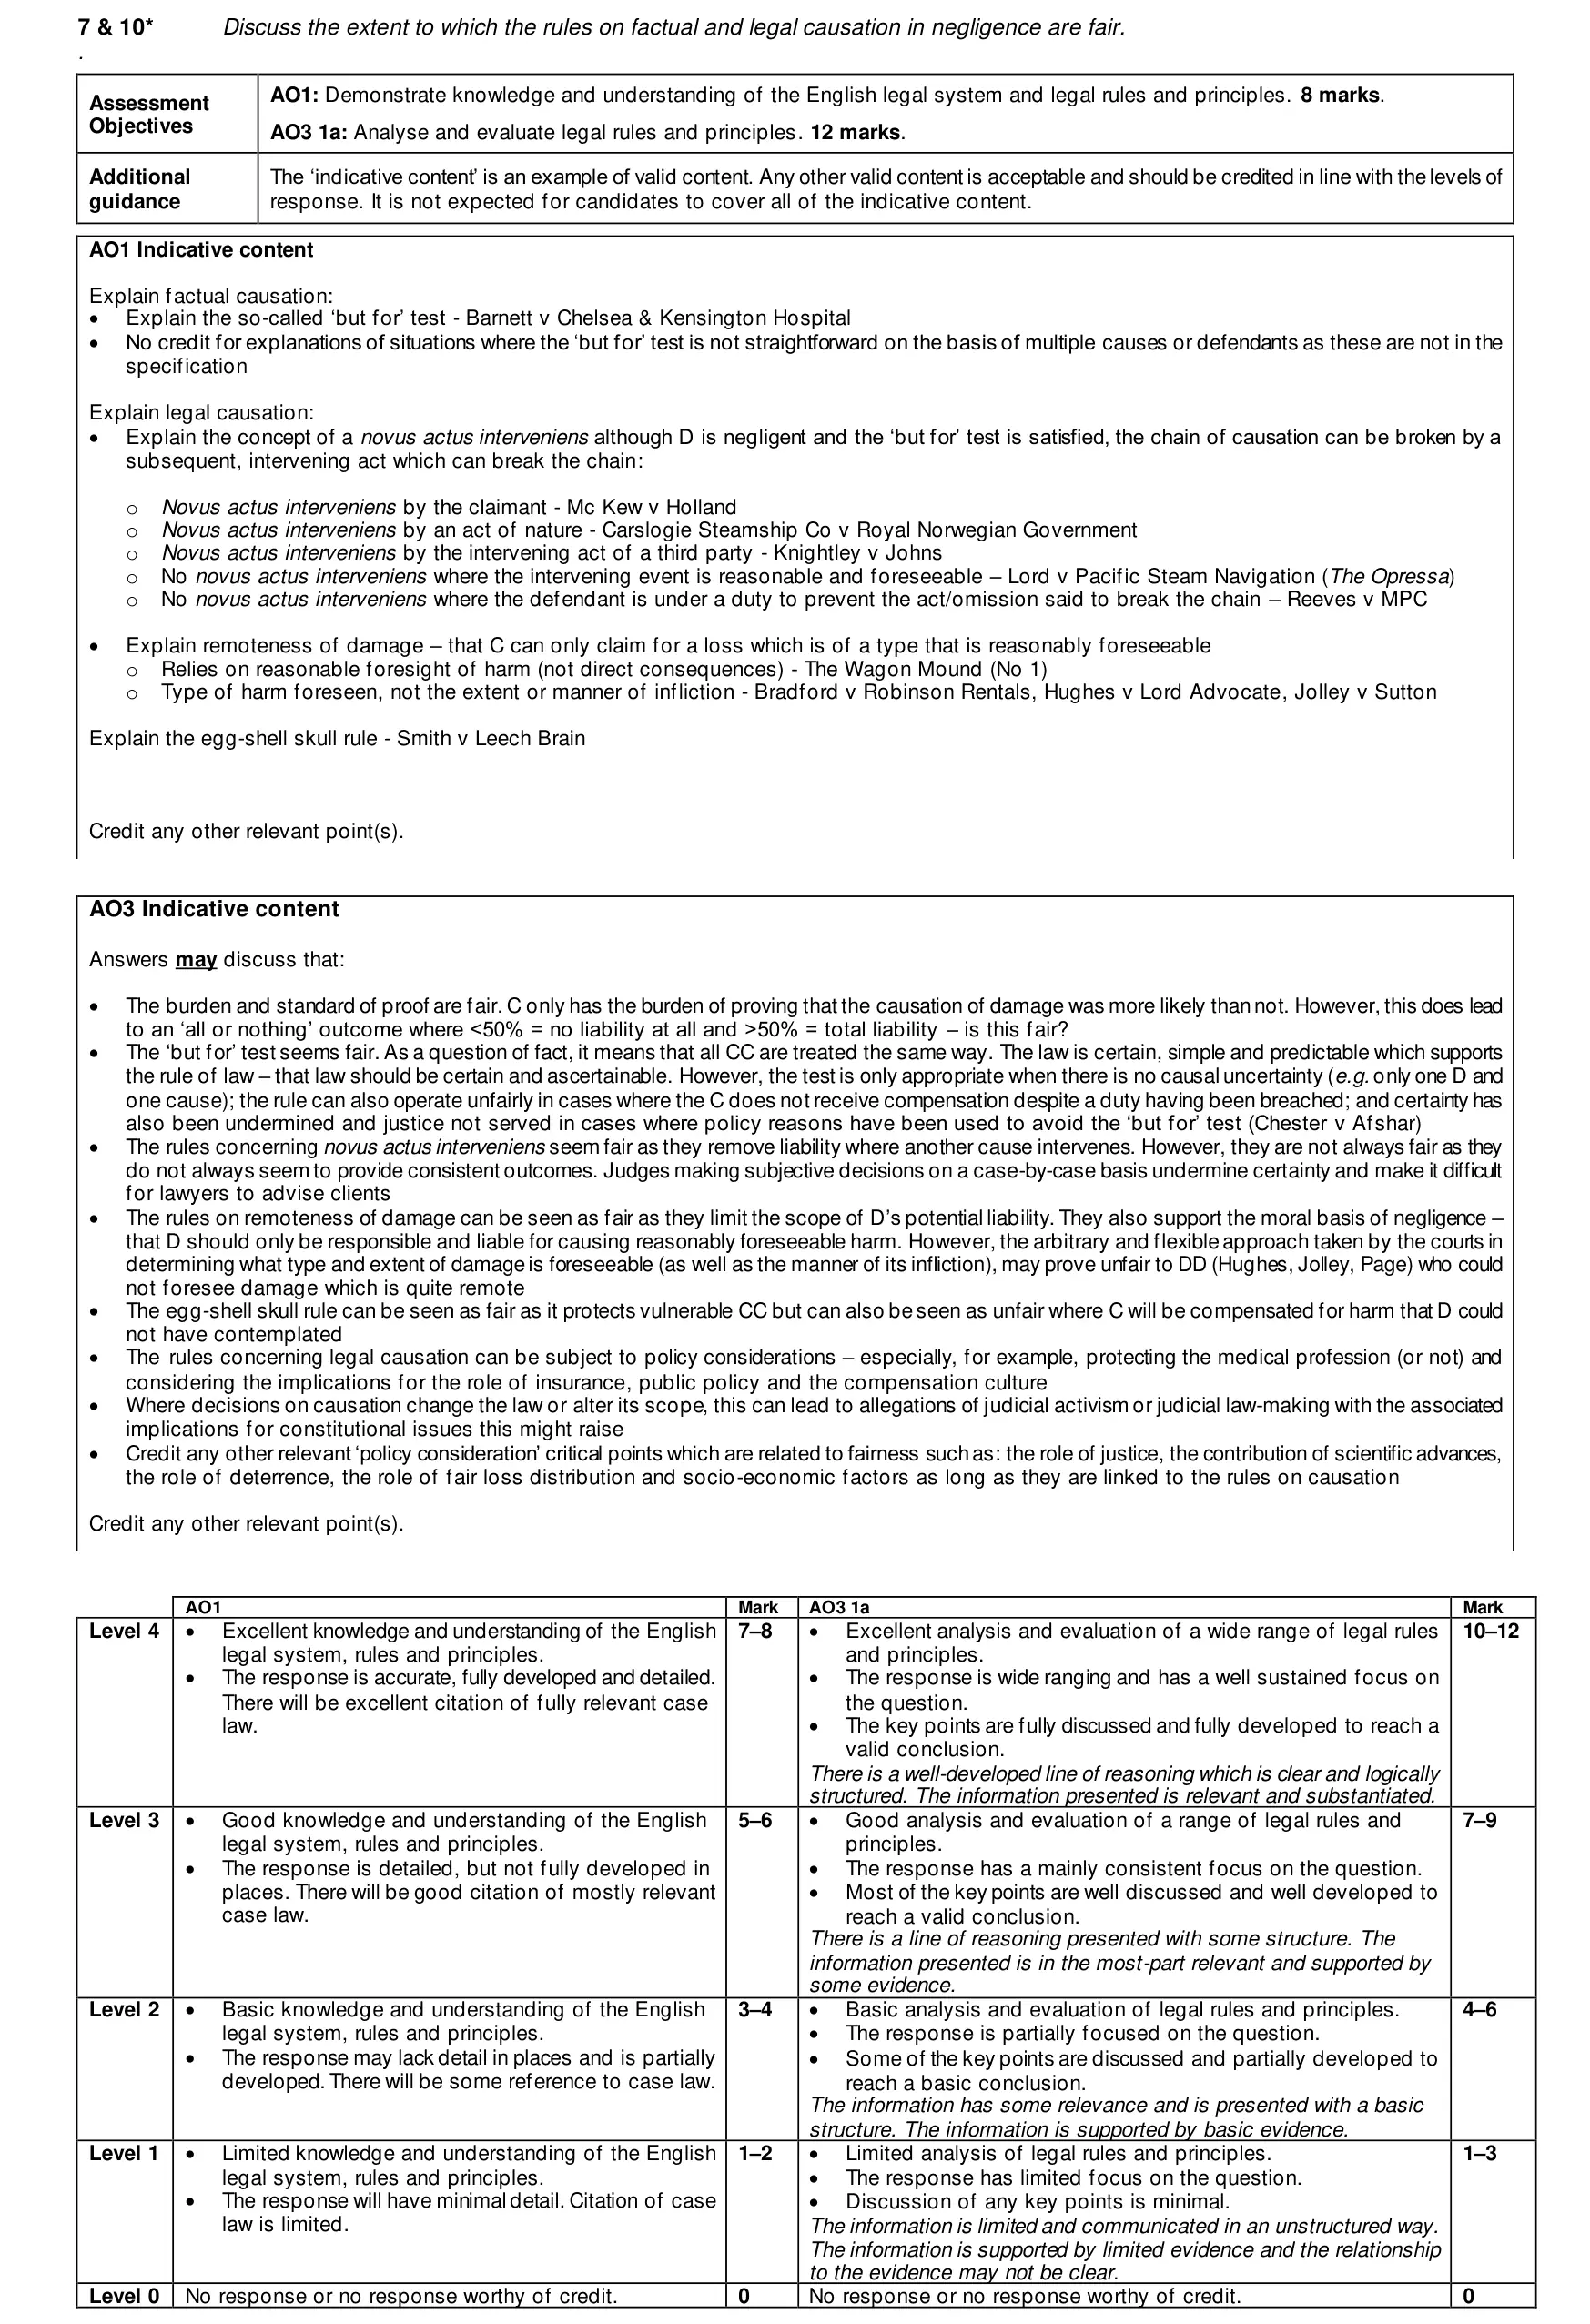 7 & 10* Discuss the extent to which the rules on factual and legal causation in negligence are fair.
.
Assessment Objectives
AO1: Demonstrate knowledge and understanding of the English legal system and legal rules and principles. 8 marks.
AO3 1a: Analyse and evaluate legal rules and principles. 12 marks.
Additional guidance
The ‘indicative content’ is an example of valid content. Any other valid content is acceptable and should be credited in line with the levels of
response. It is not expected for candidates to cover all of the indicative content.
AO1 Indicative content
Explain factual causation:
• Explain the so-called ‘but for’ test - Barnett v Chelsea & Kensington Hospital
• No credit for explanations of situations where the ‘but for’ test is not straightforward on the basis of multiple causes or defendants as these are not in the
specification
Explain legal causation:
• Explain the concept of a novus actus interveniens although D is negligent and the ‘but for’ test is satisfied, the chain of causation can be broken by a
subsequent, intervening act which can break the chain:
o Novus actus interveniens by the claimant - Mc Kew v Holland
o Novus actus interveniens by an act of nature - Carslogie Steamship Co v Royal Norwegian Government
o Novus actus interveniens by the intervening act of a third party - Knightley v Johns
o No novus actus interveniens where the intervening event is reasonable and foreseeable – Lord v Pacific Steam Navigation (The Opressa)
o No novus actus interveniens where the defendant is under a duty to prevent the act/omission said to break the chain – Reeves v MPC
• Explain remoteness of damage – that C can only claim for a loss which is of a type that is reasonably foreseeable
o Relies on reasonable foresight of harm (not direct consequences) - The Wagon Mound (No 1)
o Type of harm foreseen, not the extent or manner of infliction - Bradford v Robinson Rentals, Hughes v Lord Advocate, Jolley v Sutton
Explain the egg-shell skull rule - Smith v Leech Brain
Credit any other relevant point(s).
AO3 Indicative content
Answers may discuss that:
• The burden and standard of proof are fair. C only has the burden of proving that the causation of damage was more likely than not. However, this does lead
to an ‘all or nothing’ outcome where <50% = no liability at all and >50% = total liability – is this fair?
• The ‘but for’ test seems fair. As a question of fact, it means that all CC are treated the same way. The law is certain, simple and predictable which supports
the rule of law – that law should be certain and ascertainable. However, the test is only appropriate when there is no causal uncertainty (e.g. only one D and
one cause); the rule can also operate unfairly in cases where the C does not receive compensation despite a duty having been breached; and certainty has
also been undermined and justice not served in cases where policy reasons have been used to avoid the ‘but for’ test (Chester v Afshar)
• The rules concerning novus actus interveniens seem fair as they remove liability where another cause intervenes. However, they are not always fair as they
do not always seem to provide consistent outcomes. Judges making subjective decisions on a case-by-case basis undermine certainty and make it difficult
for lawyers to advise clients
• The rules on remoteness of damage can be seen as fair as they limit the scope of D’s potential liability. They also support the moral basis of negligence –
that D should only be responsible and liable for causing reasonably foreseeable harm. However, the arbitrary and flexible approach taken by the courts in
determining what type and extent of damage is foreseeable (as well as the manner of its infliction), may prove unfair to DD (Hughes, Jolley, Page) who could
not foresee damage which is quite remote
• The egg-shell skull rule can be seen as fair as it protects vulnerable CC but can also be seen as unfair where C will be compensated for harm that D could
not have contemplated
• The rules concerning legal causation can be subject to policy considerations – especially, for example, protecting the medical profession (or not) and
considering the implications for the role of insurance, public policy and the compensation culture
• Where decisions on causation change the law or alter its scope, this can lead to allegations of judicial activism or judicial law-making with the associated
implications for constitutional issues this might raise
• Credit any other relevant ‘policy consideration’ critical points which are related to fairness such as: the role of justice, the contribution of scientific advances,
the role of deterrence, the role of fair loss distribution and socio-economic factors as long as they are linked to the rules on causation
Credit any other relevant point(s).
AO1 Mark AO3 1a Mark
Level 4
• Excellent knowledge and understanding of the English
legal system, rules and principles.
• The response is accurate, fully developed and detailed.
There will be excellent citation of fully relevant case
law.
7–8
• Excellent analysis and evaluation of a wide range of legal rules
and principles.
• The response is wide ranging and has a well sustained focus on
the question.
• The key points are fully discussed and fully developed to reach a
valid conclusion.
There is a well-developed line of reasoning which is clear and logically
structured. The information presented is relevant and substantiated.
10–12
Level 3
• Good knowledge and understanding of the English
legal system, rules and principles.
• The response is detailed, but not fully developed in
places. There will be good citation of mostly relevant
case law.
5–6
• Good analysis and evaluation of a range of legal rules and
principles.
• The response has a mainly consistent focus on the question.
• Most of the key points are well discussed and well developed to
reach a valid conclusion.
There is a line of reasoning presented with some structure. The
information presented is in the most-part relevant and supported by
some evidence.
7–9
Level 2
• Basic knowledge and understanding of the English
legal system, rules and principles.
• The response may lack detail in places and is partially
developed. There will be some reference to case law.
3–4
• Basic analysis and evaluation of legal rules and principles.
• The response is partially focused on the question.
• Some of the key points are discussed and partially developed to
reach a basic conclusion.
The information has some relevance and is presented with a basic
structure. The information is supported by basic evidence.
4–6
Level 1
• Limited knowledge and understanding of the English
legal system, rules and principles.
• The response will have minimal detail. Citation of case
law is limited.
1–2
• Limited analysis of legal rules and principles.
• The response has limited focus on the question.
• Discussion of any key points is minimal.
The information is limited and communicated in an unstructured way.
The information is supported by limited evidence and the relationship
to the evidence may not be clear.
1–3
Level 0 No response or no response worthy of credit. 0 No response or no response worthy of credit. 0